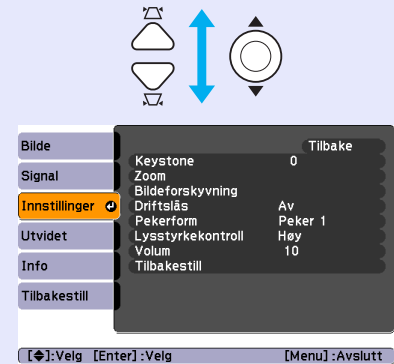 Bilde
Signal
Innstillinger
Utvidet
Info
Tilbakestill
Tilbake
Keystone 0
Zoom
Bildeforskyvning
Driftslås Av
Pekerform Peker 1
Lysstyrkekontroll Høy
Volum 10
Tilbakestill
[◆]:Velg [Enter]:Velg [Menu]:Avslutt